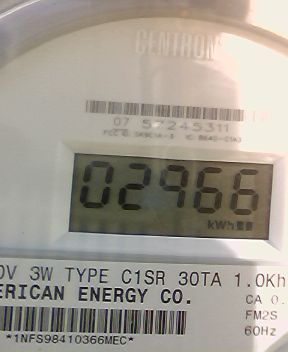 CENTRON
07 57245311
02966
kWh
0V 3W TYPE C1SR 30TA 1.0Kh
ERICAN ENERGY CO.
CA 0.
FM2S
60Hz
*1NFS98410366MEC*